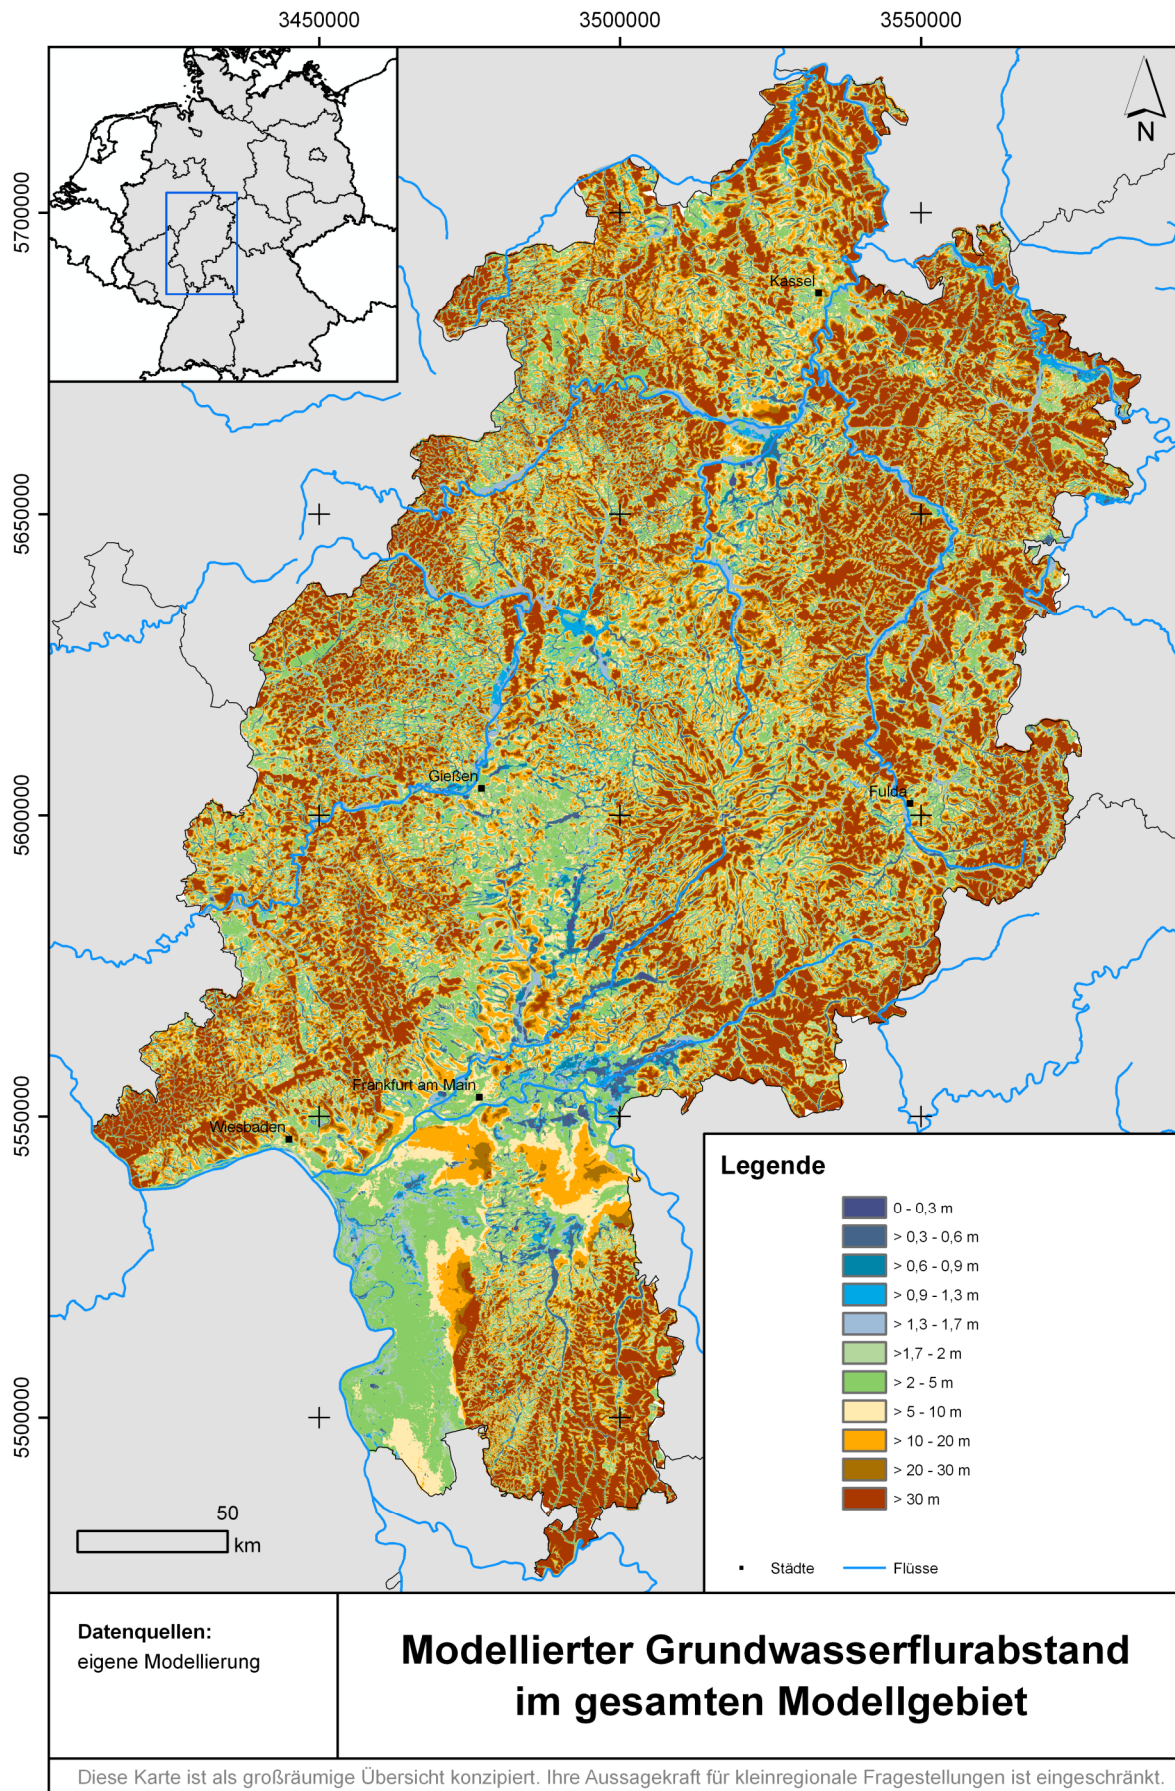 3450000
3500000
3550000
5700000
5650000
5600000
5550000
5500000
N
Kassel
Gießen
Fulda
Frankfurt am Main
Wiesbaden
Legende
0 - 0,3 m
> 0,3 - 0,6 m
> 0,6 - 0,9 m
> 0,9 - 1,3 m
> 1,3 - 1,7 m
>1,7 - 2 m
> 2 - 5 m
> 5 - 10 m
> 10 - 20 m
> 20 - 30 m
> 30 m
Städte
Flüsse
50
km
Datenquellen:
eigene Modellierung
Modellierter Grundwasserflurabstand
im gesamten Modellgebiet
Diese Karte ist als großräumige Übersicht konzipiert. Ihre Aussagekraft für kleinregionale Fragestellungen ist eingeschränkt.